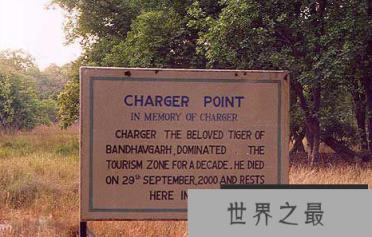 CHARGER POINT
IN MEMORY OF CHARGER
CHARGER THE BELOVED TIGER OF
BANDHAVGARH, DOMINATED THE
TOURISM ZONE FOR A DECADE. HE DIED
ON 29th SEPTEMBER, 2000 AND RESTS
HERE IN
世界之最